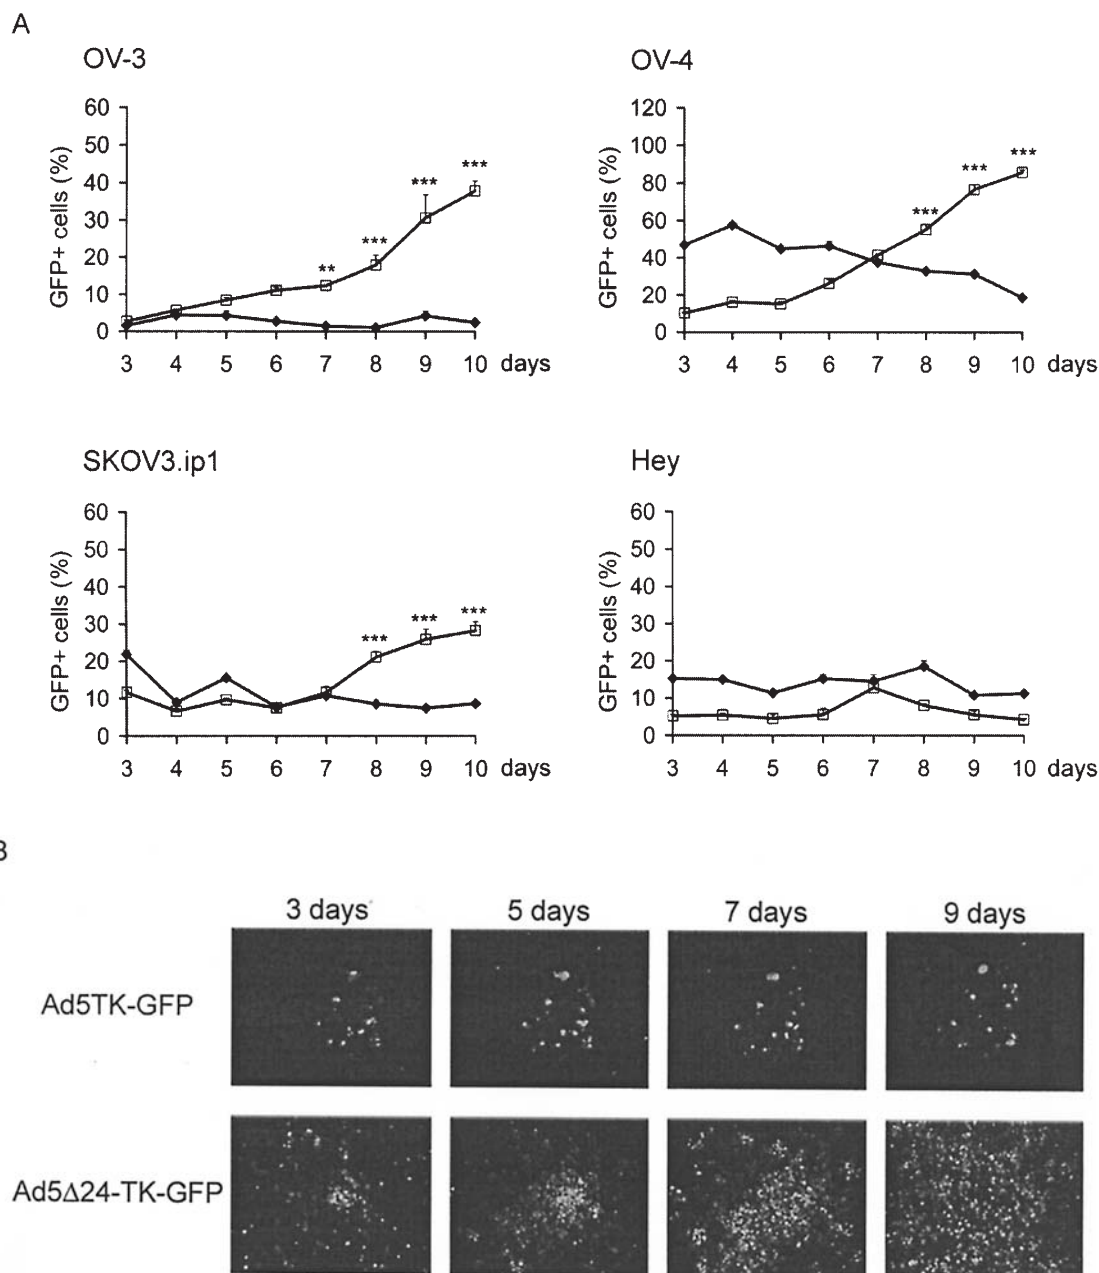 A
OV-3
60
50
40
30
20
10
0
GFP+ cells (%)
**
***
***
***
3 4 5 6 7 8 9 10 days
OV-4
120
100
80
60
40
20
0
GFP+ cells (%)
***
***
***
3 4 5 6 7 8 9 10 days
SKOV3.ip1
60
50
40
30
20
10
0
GFP+ cells (%)
***
***
***
3 4 5 6 7 8 9 10 days
Hey
60
50
40
30
20
10
0
GFP+ cells (%)
3 4 5 6 7 8 9 10 days
B
3 days 5 days 7 days 9 days
Ad5TK-GFP
Ad5Δ24-TK-GFP